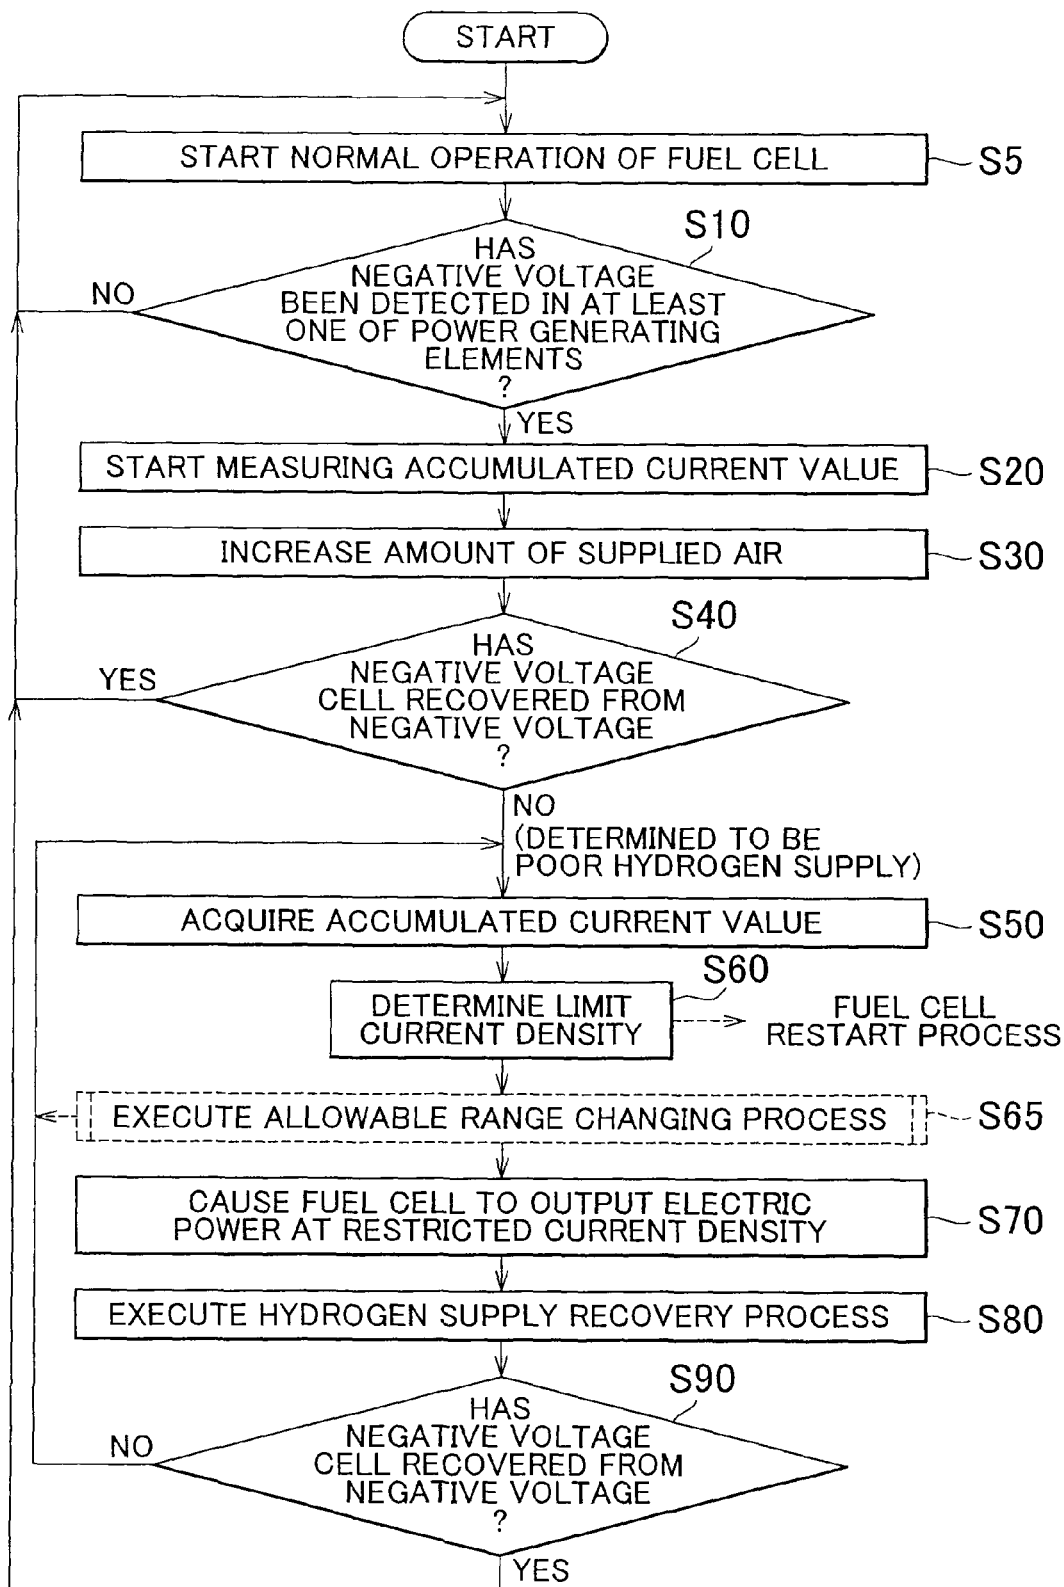 START
START NORMAL OPERATION OF FUEL CELL
S5
S10
HAS
NEGATIVE VOLTAGE
BEEN DETECTED IN AT LEAST
ONE OF POWER GENERATING
ELEMENTS
?
NO
YES
START MEASURING ACCUMULATED CURRENT VALUE
S20
INCREASE AMOUNT OF SUPPLIED AIR
S30
S40
HAS
NEGATIVE VOLTAGE
CELL RECOVERED FROM
NEGATIVE VOLTAGE
?
YES
NO
(DETERMINED TO BE
POOR HYDROGEN SUPPLY)
ACQUIRE ACCUMULATED CURRENT VALUE
S50
S60
DETERMINE LIMIT
CURRENT DENSITY
FUEL CELL
RESTART PROCESS
EXECUTE ALLOWABLE RANGE CHANGING PROCESS
S65
CAUSE FUEL CELL TO OUTPUT ELECTRIC
POWER AT RESTRICTED CURRENT DENSITY
S70
EXECUTE HYDROGEN SUPPLY RECOVERY PROCESS
S80
S90
HAS
NEGATIVE VOLTAGE
CELL RECOVERED FROM
NEGATIVE VOLTAGE
?
NO
YES